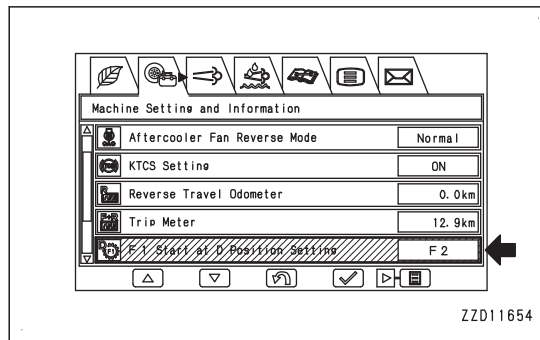 Machine Setting and Information
Aftercooler Fan Reverse Mode Normal
KTCS Setting ON
Reverse Travel Odometer 0.0km
Trip Meter 12.9km
F1 Start at D Position Setting F2
ZZD11654